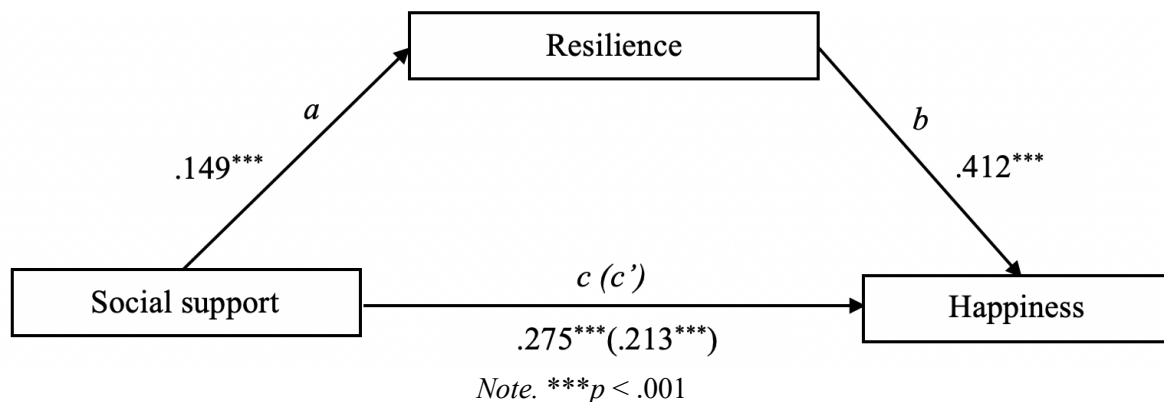 Resilience
a
b
.149***
.412***
c (c’)
Social support
Happiness
.275***(.213***)
Note. ***p < .001